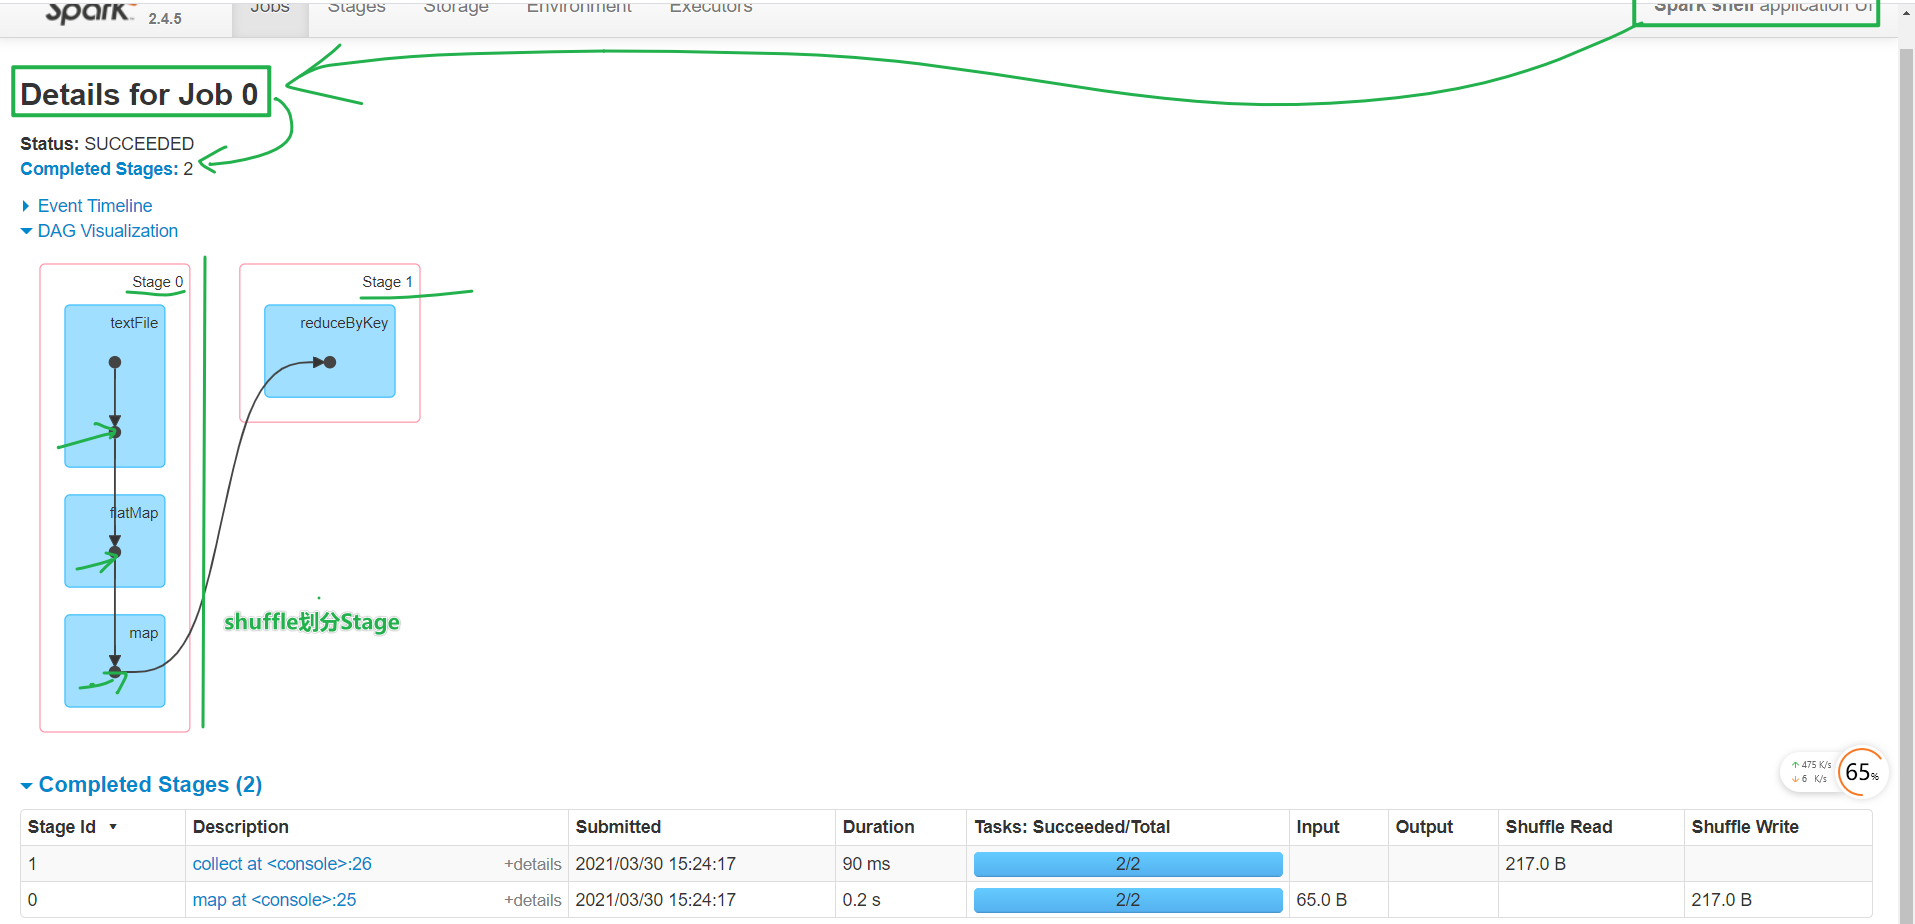 Spark 2.4.5 Jobs Stages Storage Environment Executors Spark shell application UI
Details for Job 0
Status: SUCCEEDED
Completed Stages: 2
Event Timeline
DAG Visualization
Stage 0
textFile
flatMap
map
Stage 1
reduceByKey
shuffle划分Stage
475 K/s
6 K/s
65%
Completed Stages (2)
Stage Id Description Submitted Duration Tasks: Succeeded/Total Input Output Shuffle Read Shuffle Write
1 collect at <console>:26 +details 2021/03/30 15:24:17 90 ms 2/2 217.0 B
0 map at <console>:25 +details 2021/03/30 15:24:17 0.2 s 2/2 65.0 B 217.0 B